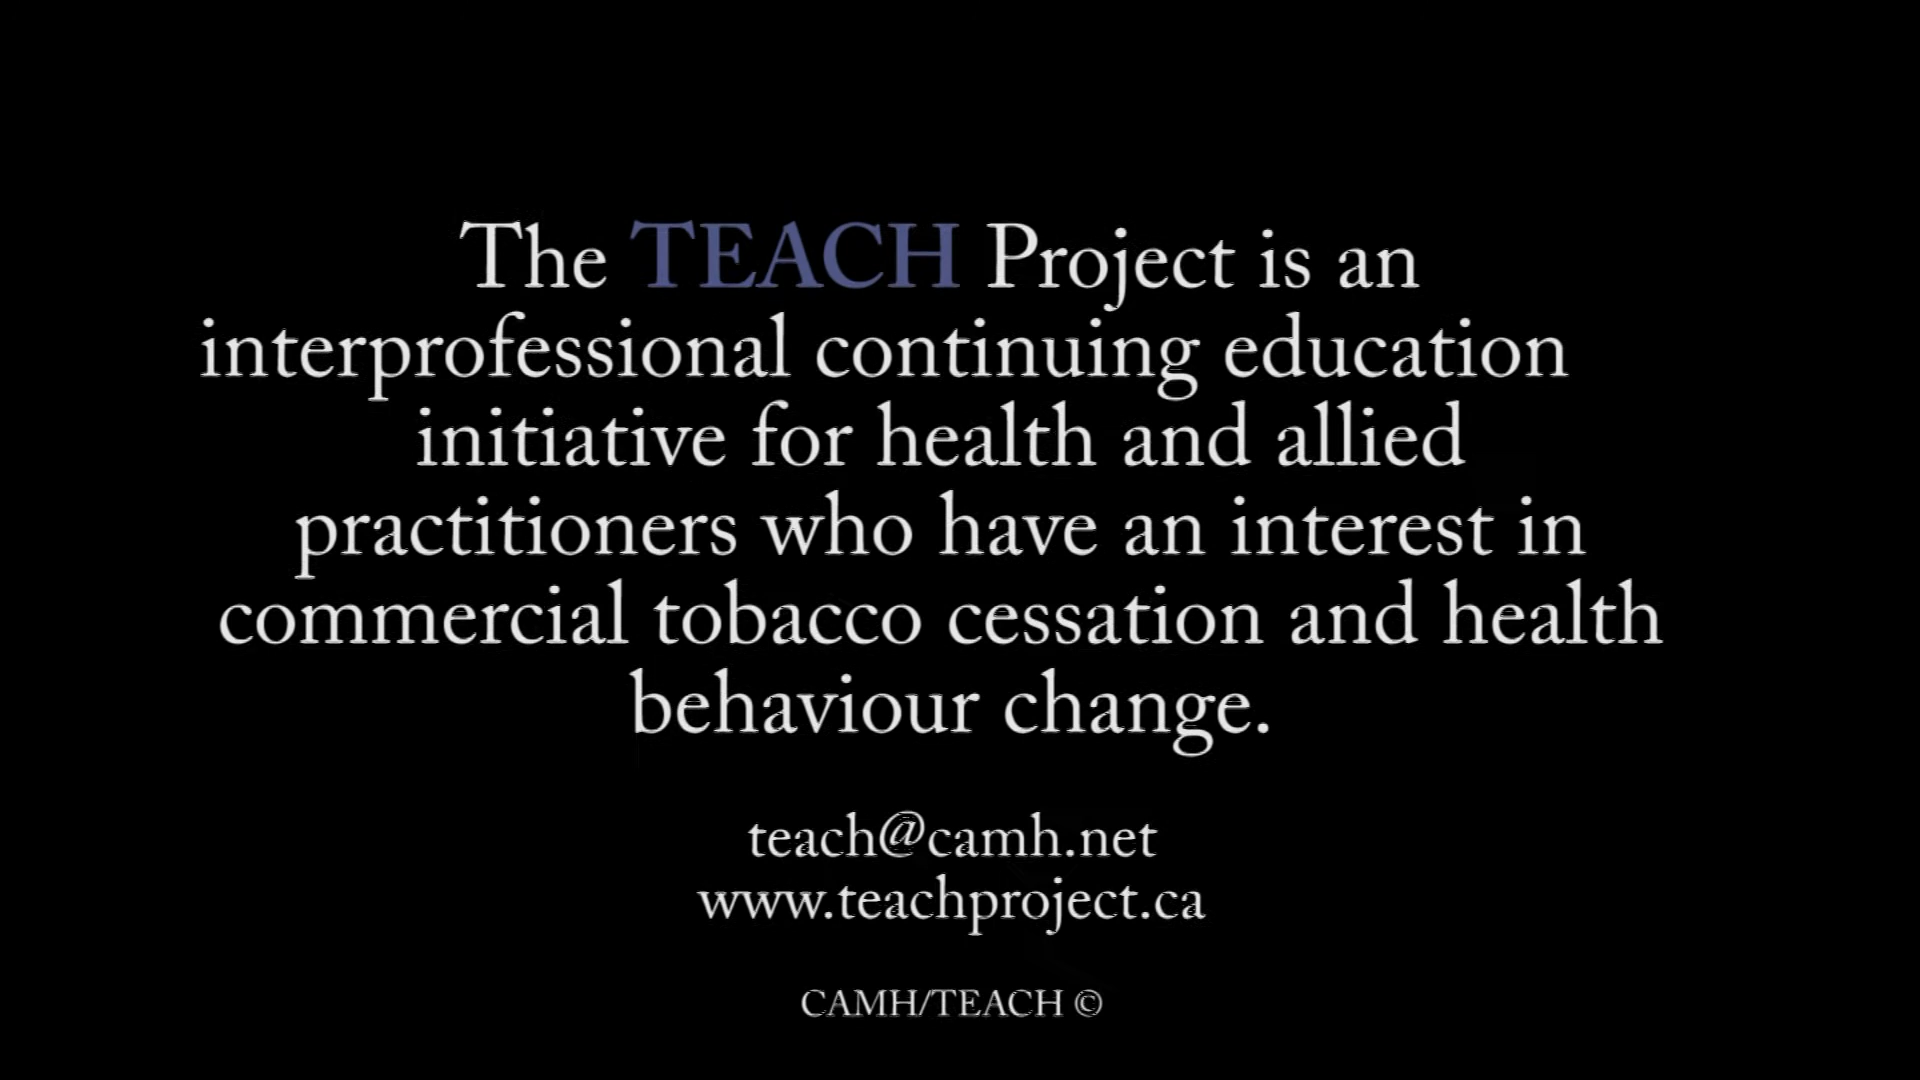 The TEACH Project is an
interprofessional continuing education
initiative for health and allied
practitioners who have an interest in
commercial tobacco cessation and health
behaviour change.
teach@camh.net
www.teachproject.ca
CAMH/TEACH ©